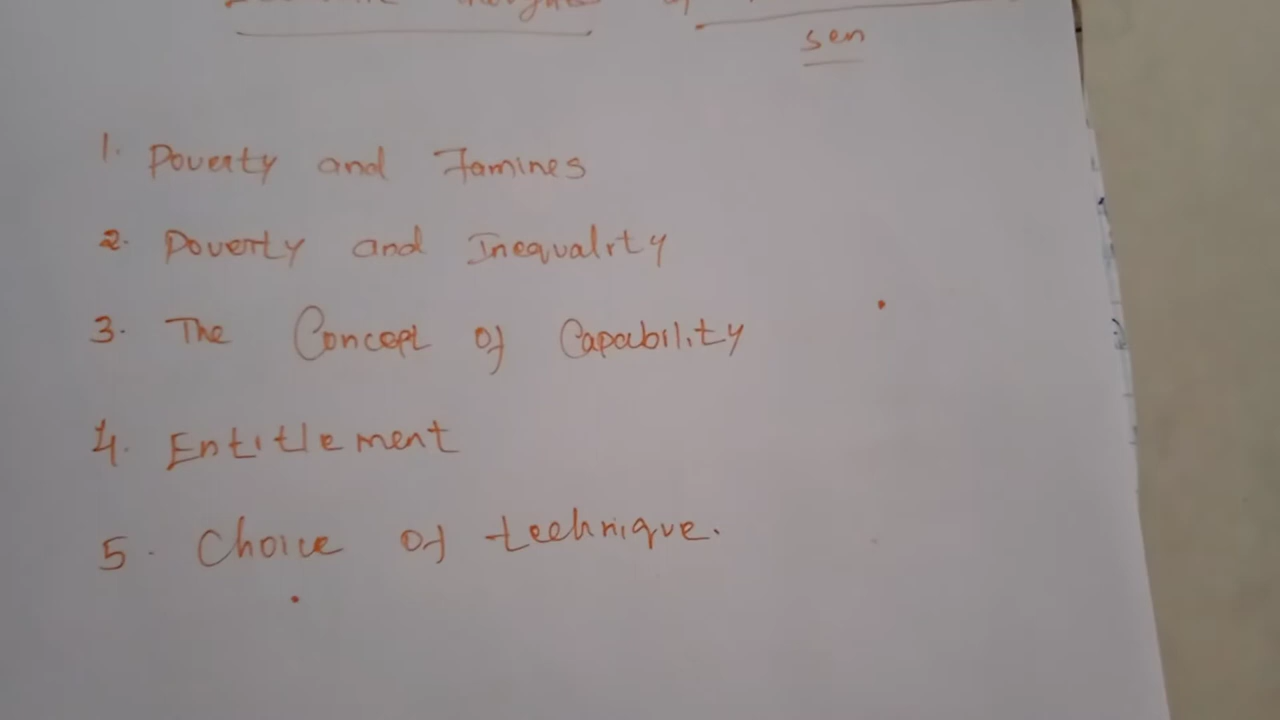 sen
1. Poverty and Famines
2. Poverty and Inequality
3. The Concept of Capability
4. Entitlement
5. Choice of technique.